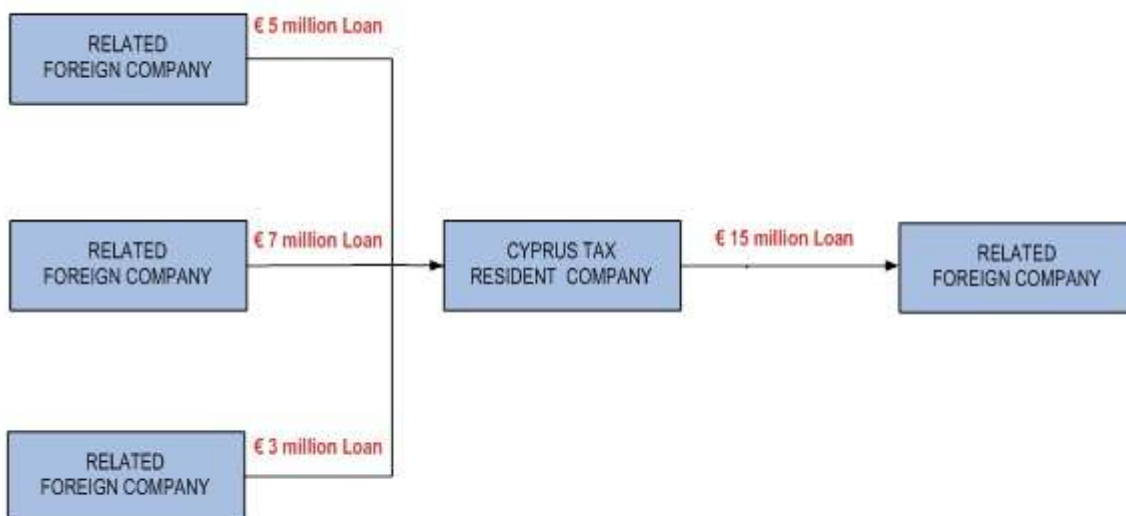 € 5 million Loan
RELATED
FOREIGN COMPANY
€ 7 million Loan
RELATED
FOREIGN COMPANY
CYPRUS TAX
RESIDENT COMPANY
€ 15 million Loan
RELATED
FOREIGN COMPANY
€ 3 million Loan
RELATED
FOREIGN COMPANY